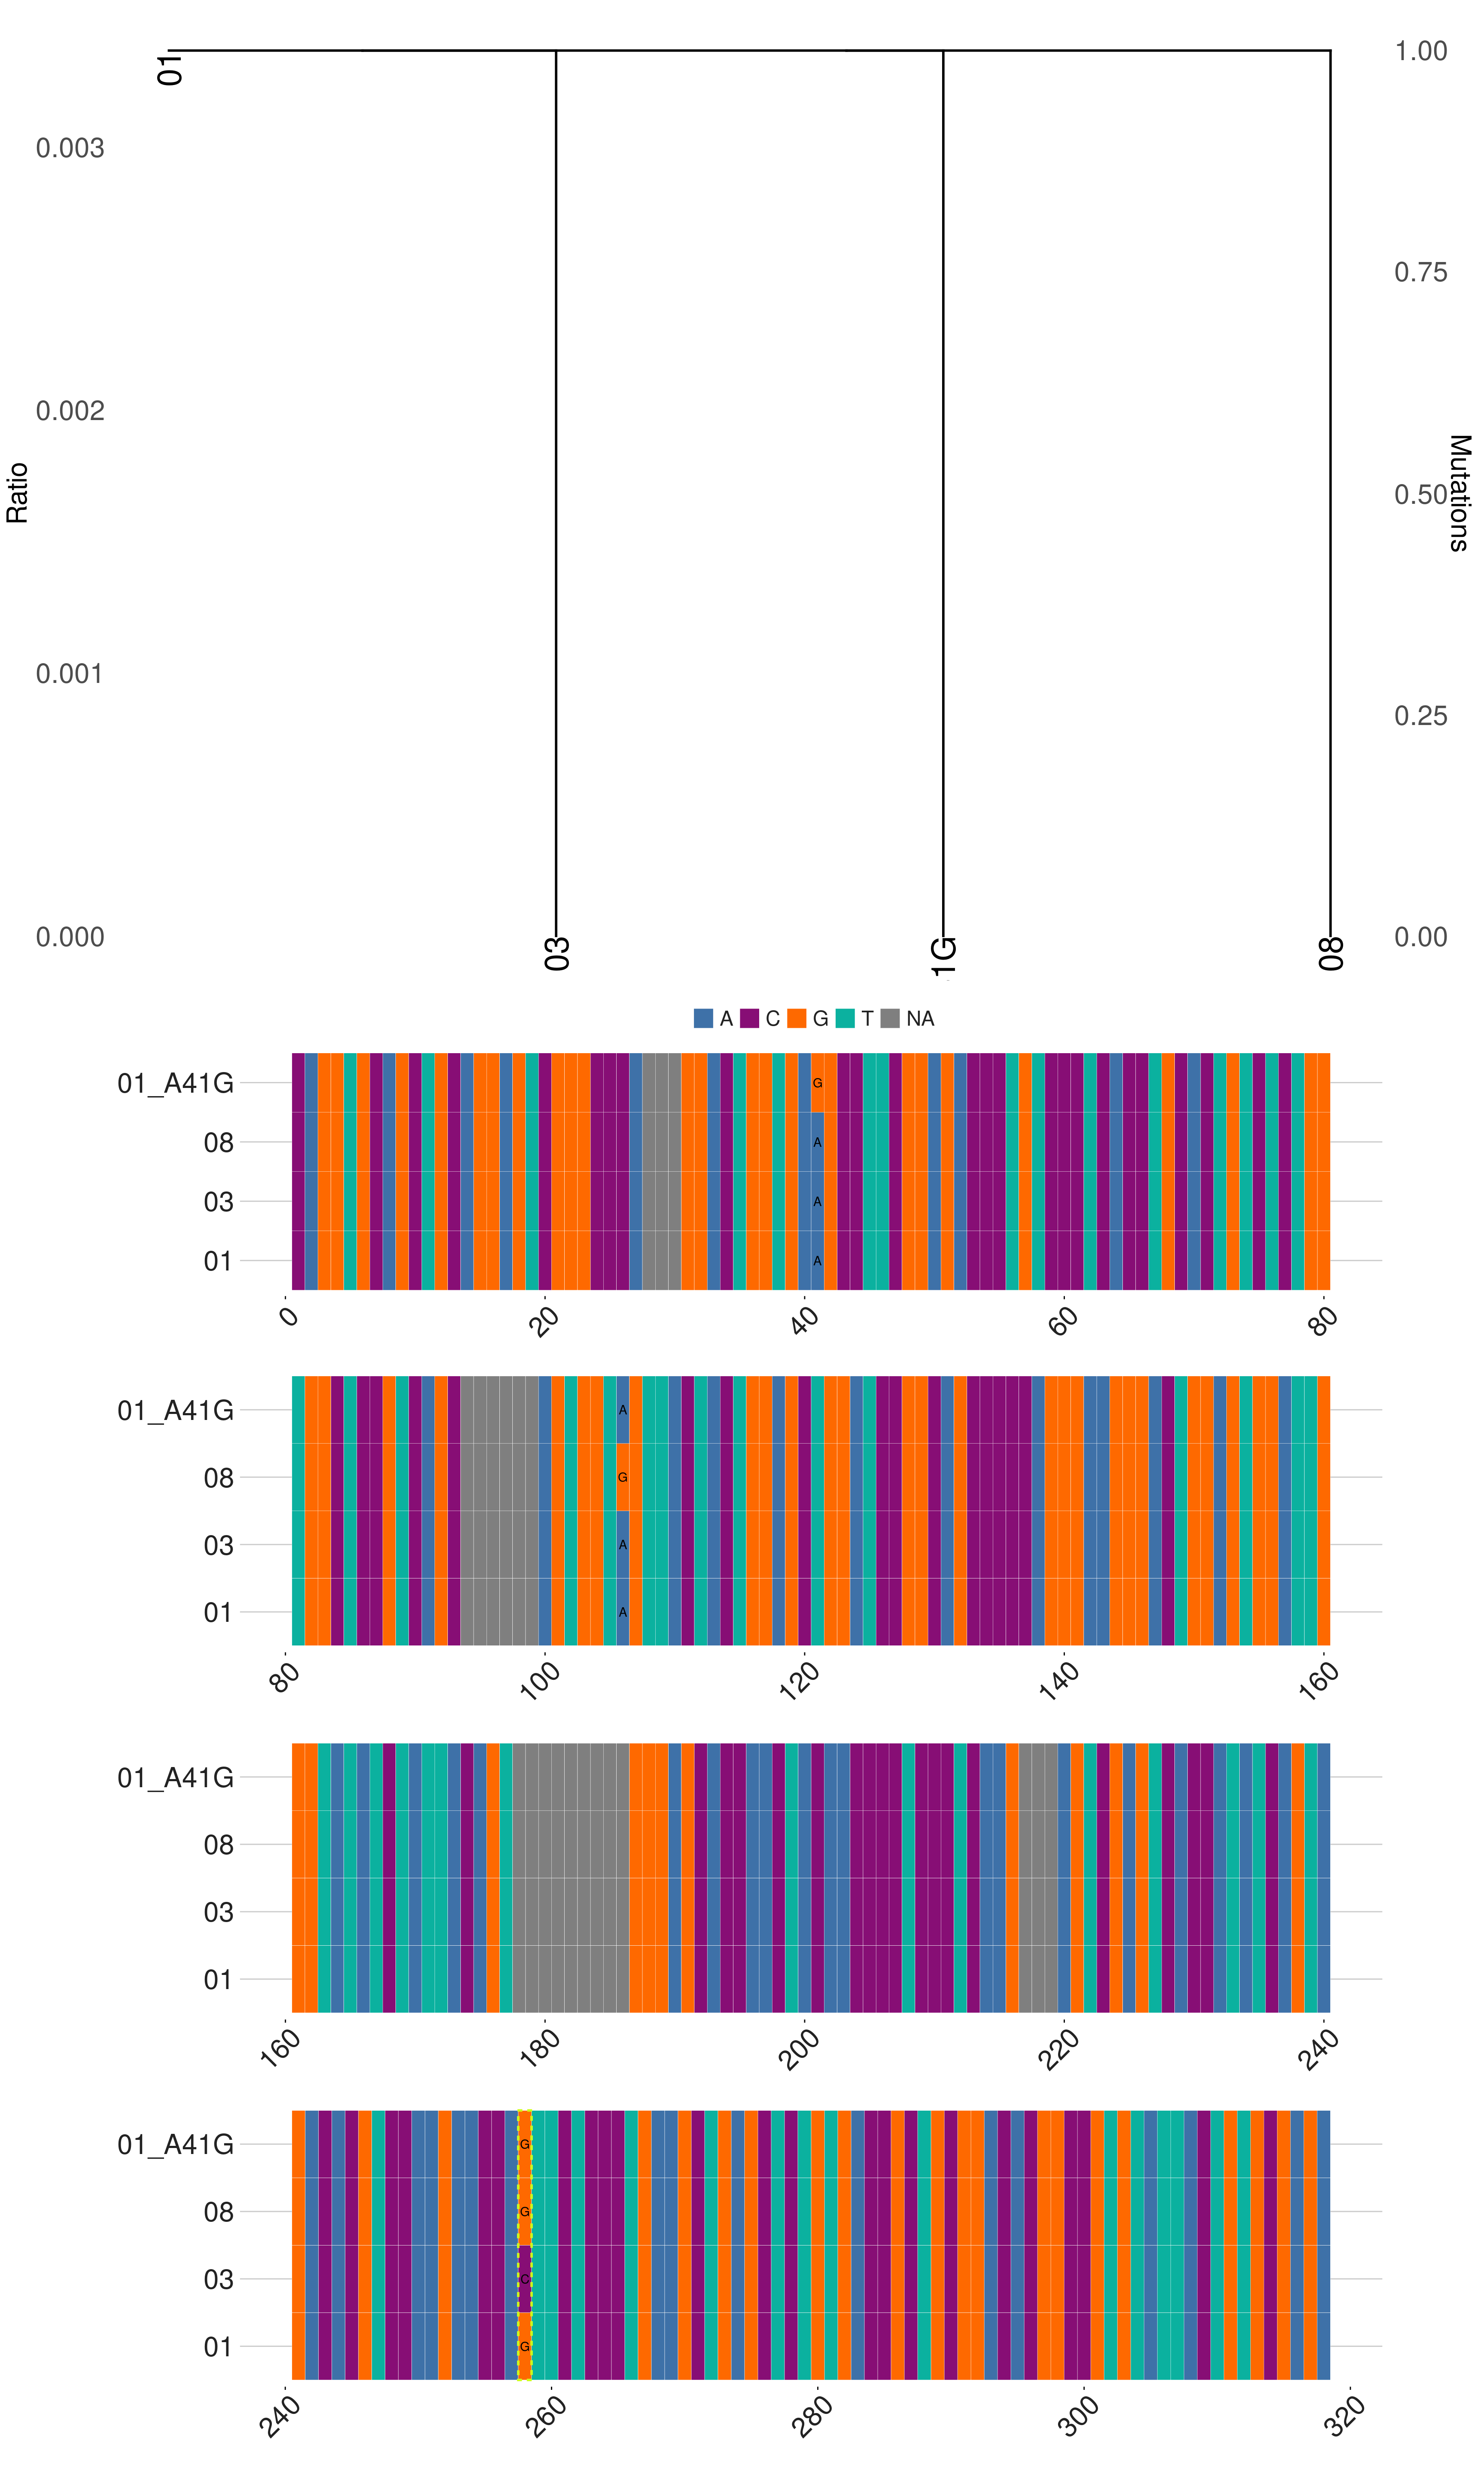 01
1.00
0.003
0.75
0.002
Ratio
0.50
Mutations
0.001
0.25
0.000
03
1G
08
0.00
A C G T NA
01_A41G G
08 A
03 A
01 A
0 20 40 60 80
01_A41G A
08 G
03 A
01 A
80 100 120 140 160
01_A41G
08
03
01
160 180 200 220 240
01_A41G G
08 G
03 C
01 G
240 260 280 300 320